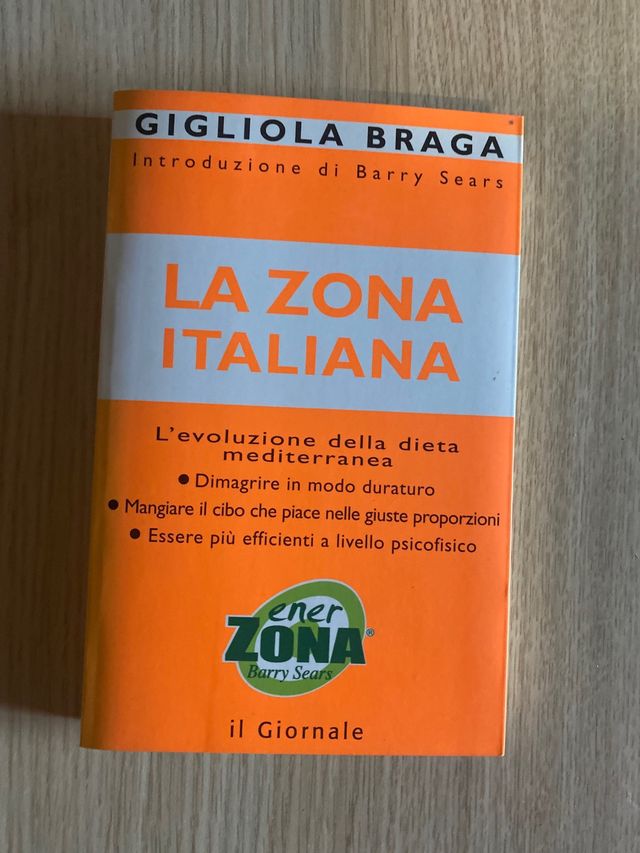 GIGLIOLA BRAGA
Introduzione di Barry Sears
LA ZONA
ITALIANA
L'evoluzione della dieta
mediterranea
● Dimagrire in modo duraturo
● Mangiare il cibo che piace nelle giuste proporzioni
● Essere più efficienti a livello psicofisico
ener
ZONA®
Barry Sears
il Giornale